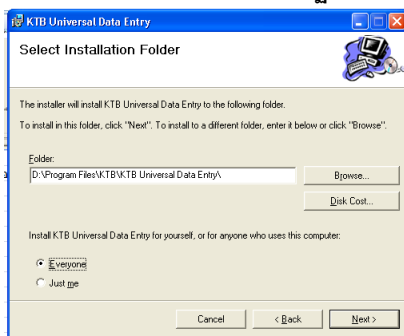 KTB Universal Data Entry
Select Installation Folder
The installer will install KTB Universal Data Entry to the following folder.
To install in this folder, click "Next". To install to a different folder, enter it below or click "Browse".
Folder:
D:\Program Files\KTB\KTB Universal Data Entry\
Browse...
Disk Cost...
Install KTB Universal Data Entry for yourself, or for anyone who uses this computer:
Everyone
Just me
Cancel < Back Next >